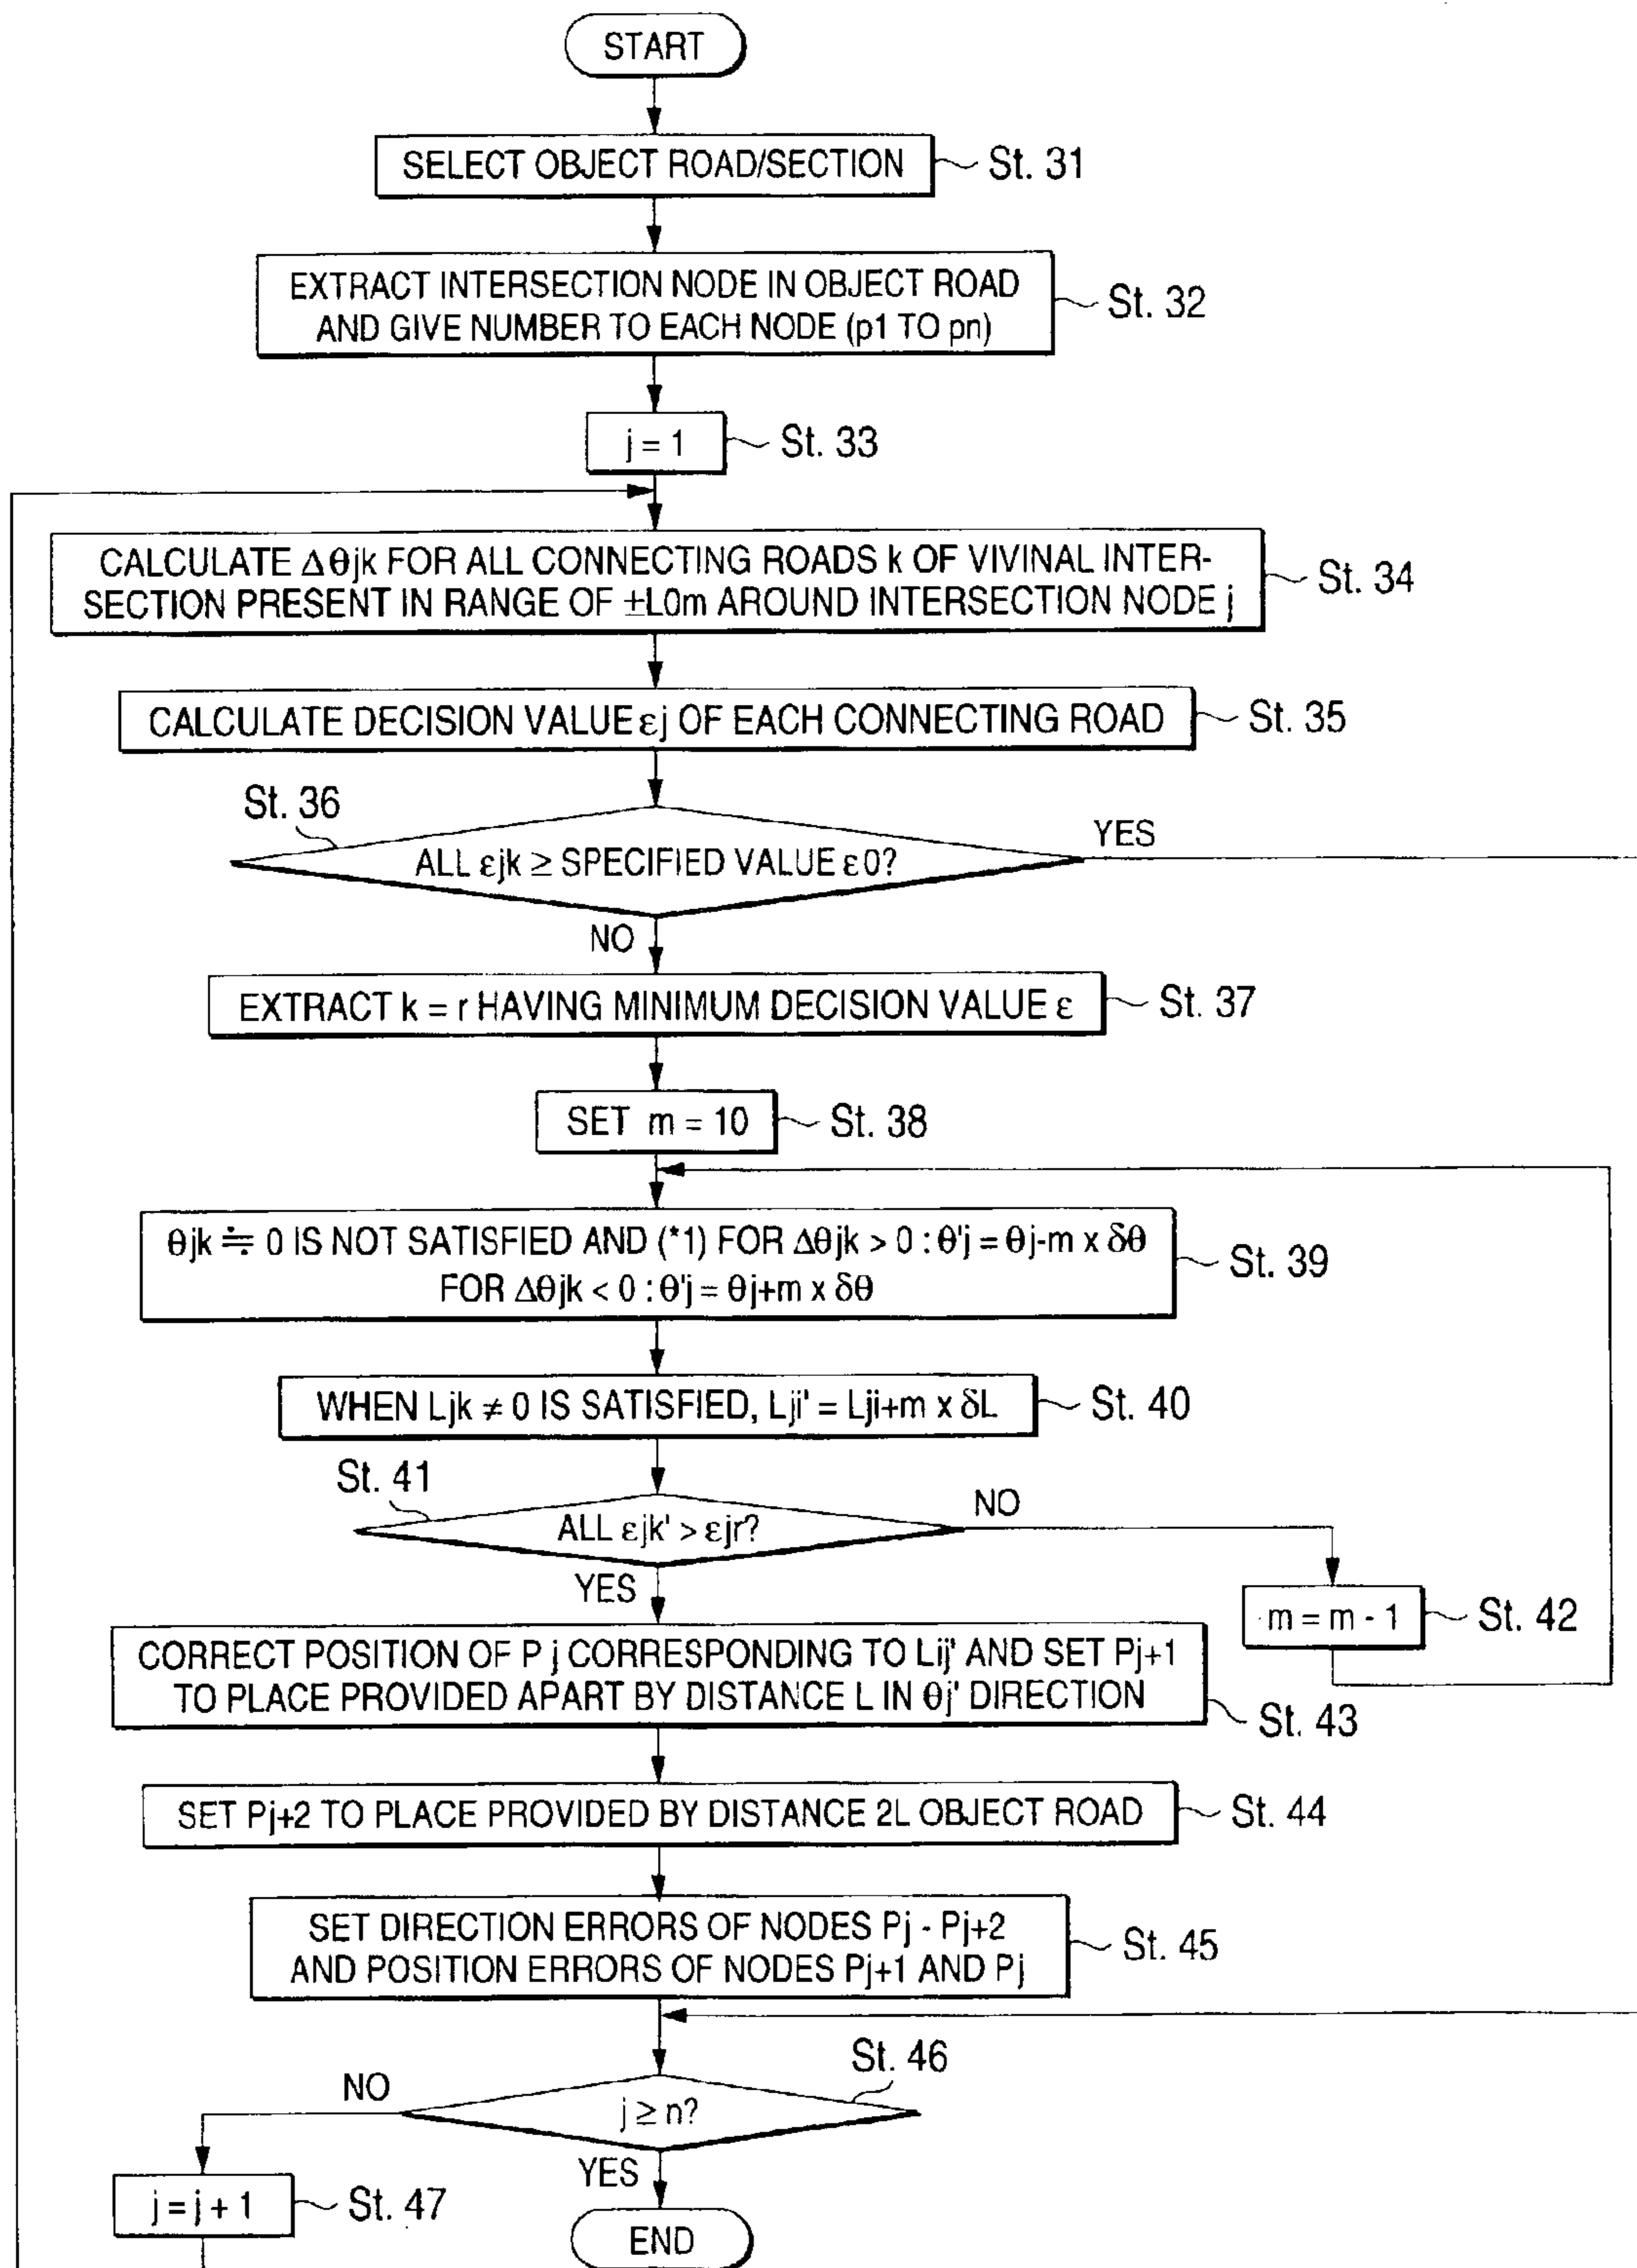 START
SELECT OBJECT ROAD/SECTION
St. 31
EXTRACT INTERSECTION NODE IN OBJECT ROAD
AND GIVE NUMBER TO EACH NODE (p1 TO pn)
St. 32
j = 1
St. 33
CALCULATE Δθjk FOR ALL CONNECTING ROADS k OF VIVINAL INTER-
SECTION PRESENT IN RANGE OF ±L0m AROUND INTERSECTION NODE j
St. 34
CALCULATE DECISION VALUE εj OF EACH CONNECTING ROAD
St. 35
St. 36
ALL εjk ≥ SPECIFIED VALUE ε0?
YES
NO
EXTRACT k = r HAVING MINIMUM DECISION VALUE ε
St. 37
SET m = 10
St. 38
θjk ≒ 0 IS NOT SATISFIED AND (*1) FOR Δθjk > 0 : θ'j = θj-m x δθ
FOR Δθjk < 0 : θ'j = θj+m x δθ
St. 39
WHEN Ljk ≠ 0 IS SATISFIED, Lji' = Lji+m x δL
St. 40
St. 41
ALL εjk' > εjr?
NO
YES
m = m - 1
St. 42
CORRECT POSITION OF P j CORRESPONDING TO Lij' AND SET Pj+1
TO PLACE PROVIDED APART BY DISTANCE L IN θj' DIRECTION
St. 43
SET Pj+2 TO PLACE PROVIDED BY DISTANCE 2L OBJECT ROAD
St. 44
SET DIRECTION ERRORS OF NODES Pj - Pj+2
AND POSITION ERRORS OF NODES Pj+1 AND Pj
St. 45
St. 46
NO
j ≥ n?
YES
j = j + 1
St. 47
END